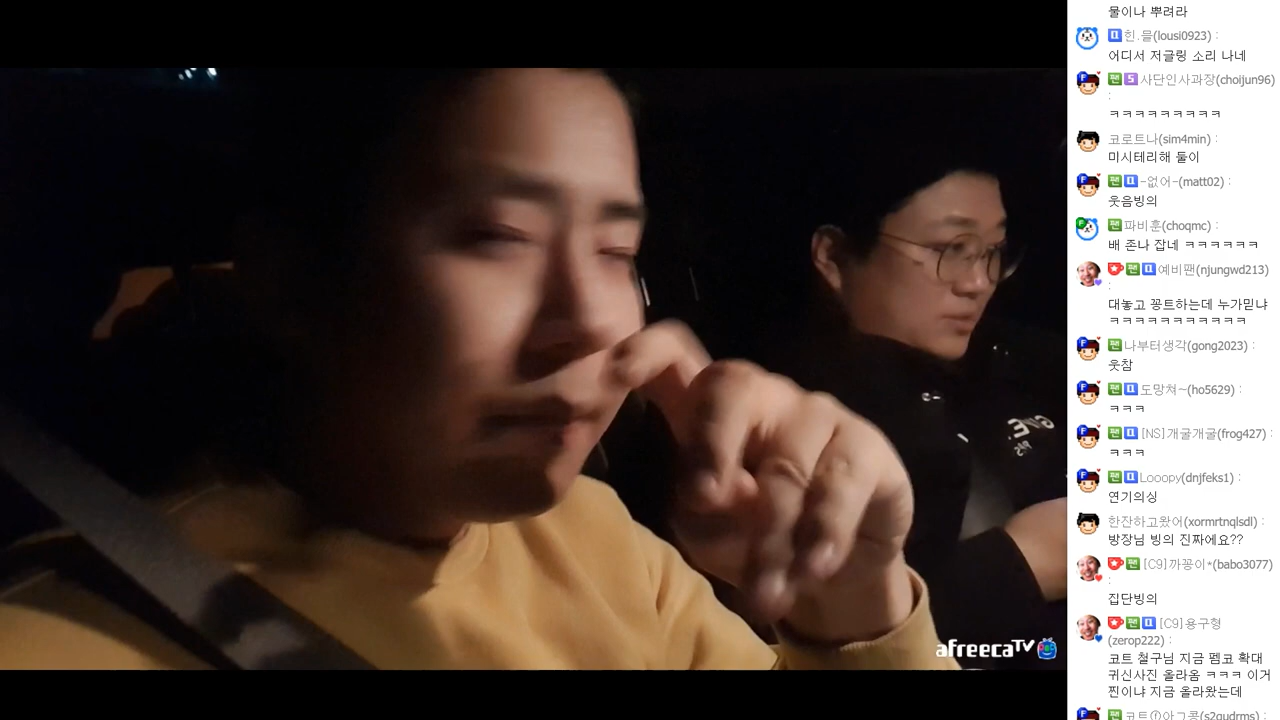 물이나 뿌려라
힌.믈(lousi0923) :
어디서 저글링 소리 나네
팬 S 사단인사과장(choijun96)
:
ㅋㅋㅋㅋㅋㅋㅋㅋㅋ
코로트나(sim4min) :
미시테리해 둘이
팬 Q -없어-(matt02) :
웃음빙의
팬 파비훈(choqmc) :
배 존나 잡네 ㅋㅋㅋㅋㅋㅋ
팬 Q 예비팬(njungwd213)
:
대놓고 꽁트하는데 누가믿냐
ㅋㅋㅋㅋㅋㅋㅋㅋㅋㅋㅋ
팬 나부터생각(gong2023) :
웃참
팬 Q 도망쳐~(ho5629) :
ㅋㅋㅋ
팬 Q [NS]개굴개굴(frog427) :
ㅋㅋㅋ
팬 Q Looopy(dnjfeks1) :
연기의싱
한잔하고왔어(xormrtnqlsdl) :
방장님 빙의 진짜에요??
팬 [C9]까꽁이*(babo3077)
:
집단빙의
팬 Q [C9]용구형
(zerop222) :
코트 철구님 지금 펨코 확대
귀신사진 올라옴 ㅋㅋㅋ 이거
찐이냐 지금 올라왔는데
afreecaTV